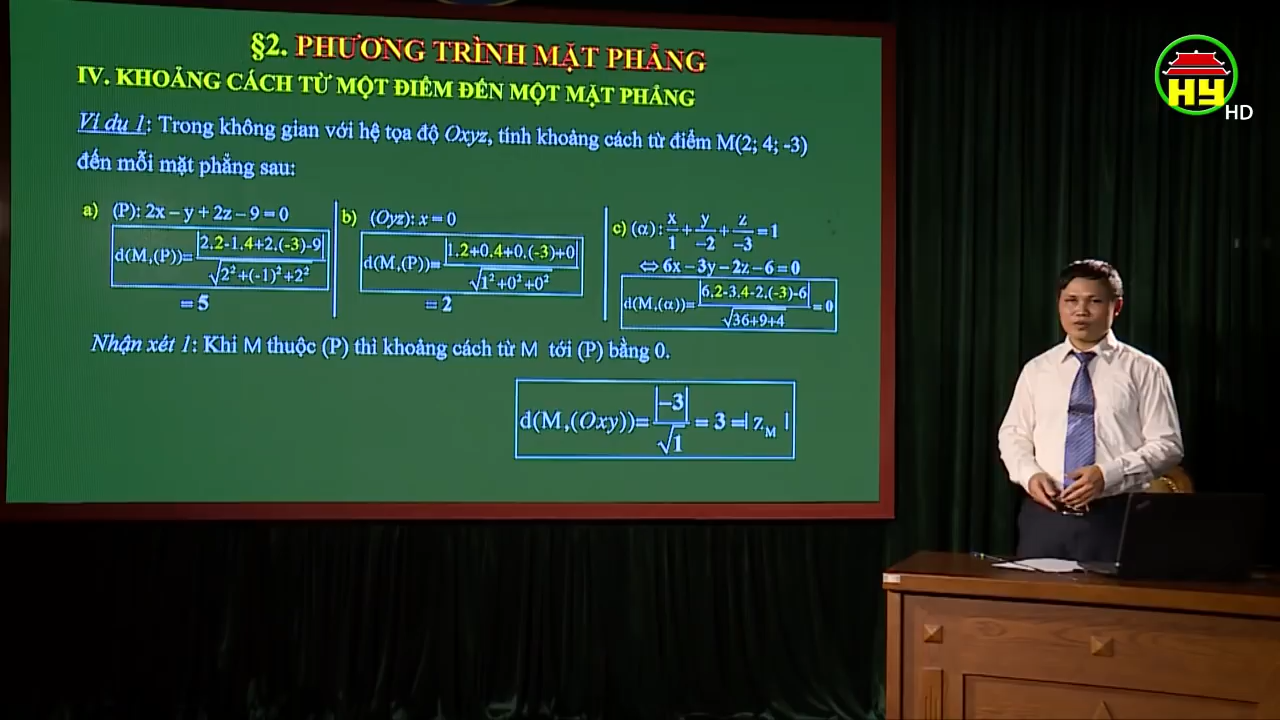 §2. PHƯƠNG TRÌNH MẶT PHẲNG
IV. KHOẢNG CÁCH TỪ MỘT ĐIỂM ĐẾN MỘT MẶT PHẲNG
Ví dụ 1: Trong không gian với hệ tọa độ Oxyz, tính khoảng cách từ điểm M(2; 4; -3)
đến mỗi mặt phẳng sau:
a) (P): 2x – y + 2z – 9 = 0
d(M,(P))= |2.2-1.4+2.(-3)-9| / √2²+(-1)²+2²
= 5
b) (Oyz): x = 0
d(M,(P))= |1.2+0.4+0.(-3)+0| / √1²+0²+0²
= 2
c) (α): x/1 + y/-2 + z/-3 = 1
⇔ 6x – 3y – 2z – 6 = 0
d(M,(α))= |6.2-3.4-2.(-3)-6| / √36+9+4 = 0
Nhận xét 1: Khi M thuộc (P) thì khoảng cách từ M tới (P) bằng 0.
d(M,(Oxy))= |–3| / √1 = 3 =| z_M |
HY
HD